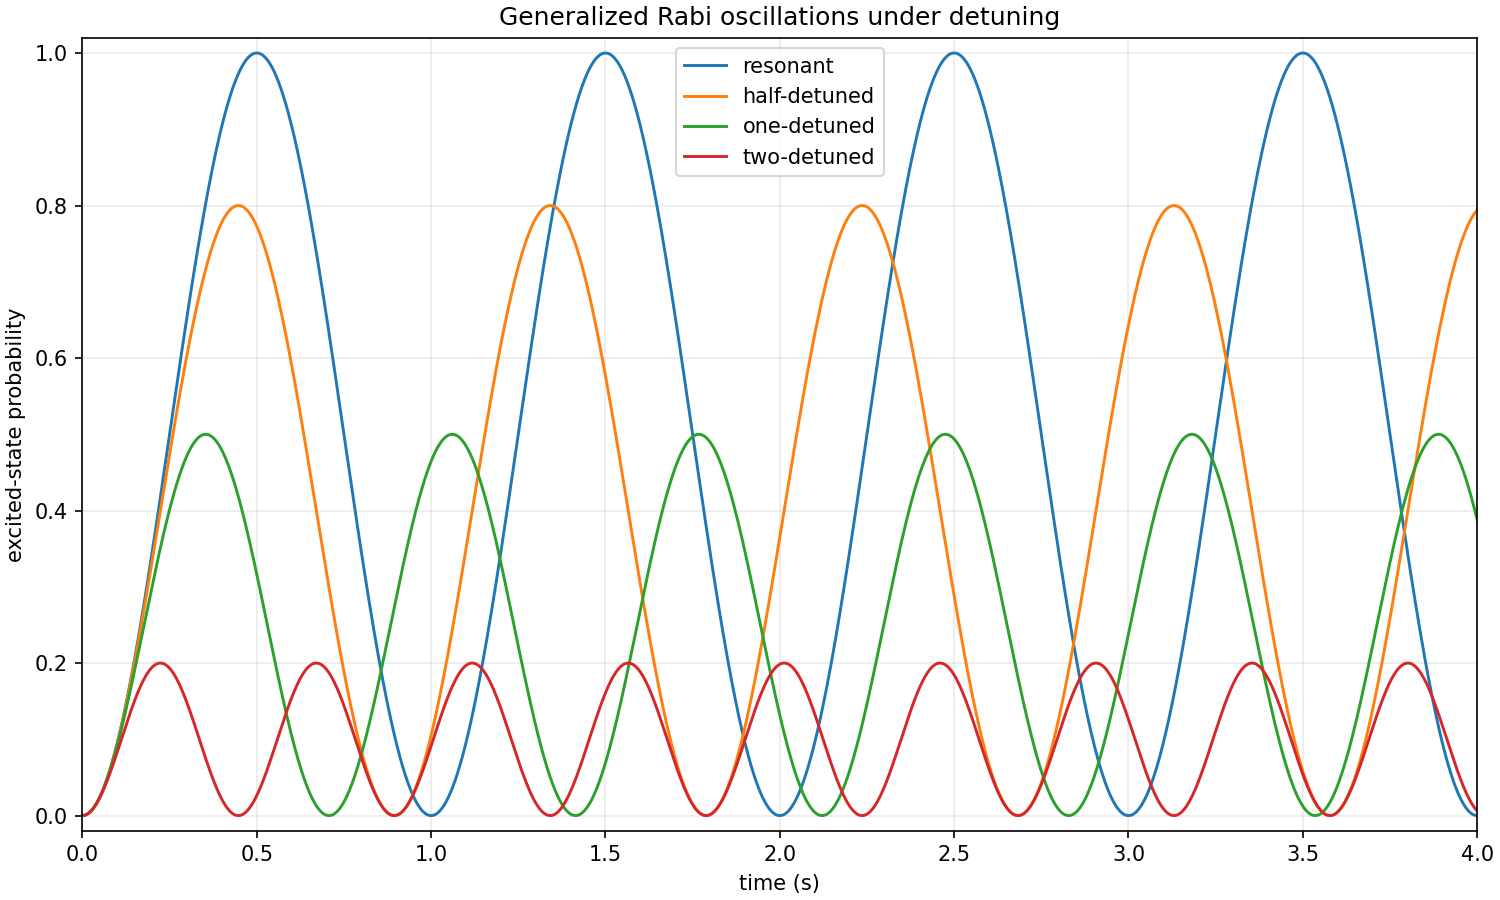 Generalized Rabi oscillations under detuning
resonant
half-detuned
one-detuned
two-detuned
excited-state probability
1.0
0.8
0.6
0.4
0.2
0.0
0.0 0.5 1.0 1.5 2.0 2.5 3.0 3.5 4.0
time (s)